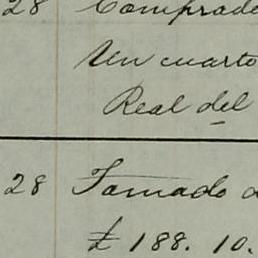 28 Comprado
Un cuarto
Real del
28 Tomado
£ 188. 10.